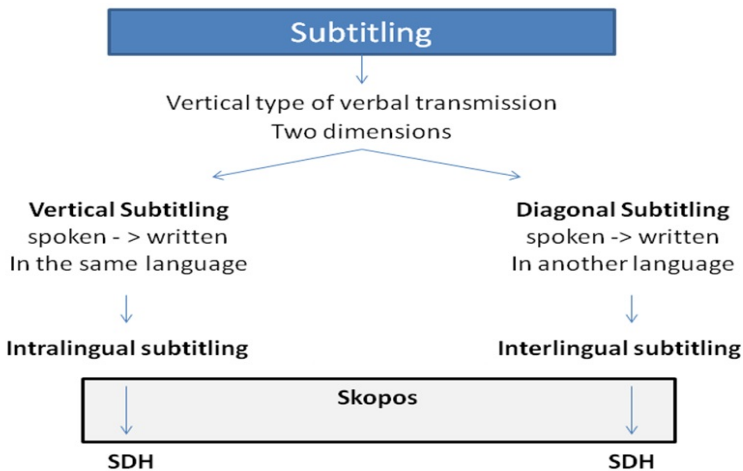 Subtitling
Vertical type of verbal transmission
Two dimensions
Vertical Subtitling
spoken - > written
In the same language
Diagonal Subtitling
spoken -> written
In another language
Intralingual subtitling
Interlingual subtitling
Skopos
SDH
SDH